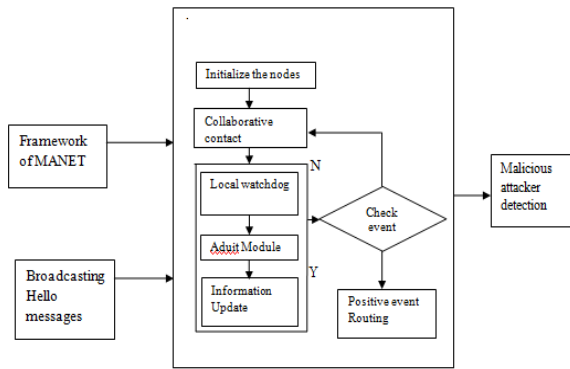 Initialize the nodes
Collaborative
contact
Framework
of MANET
N
Local watchdog
Malicious
attacker
detection
Check
event
Aduit Module
Y
Broadcasting
Hello
messages
Information
Update
Positive event
Routing